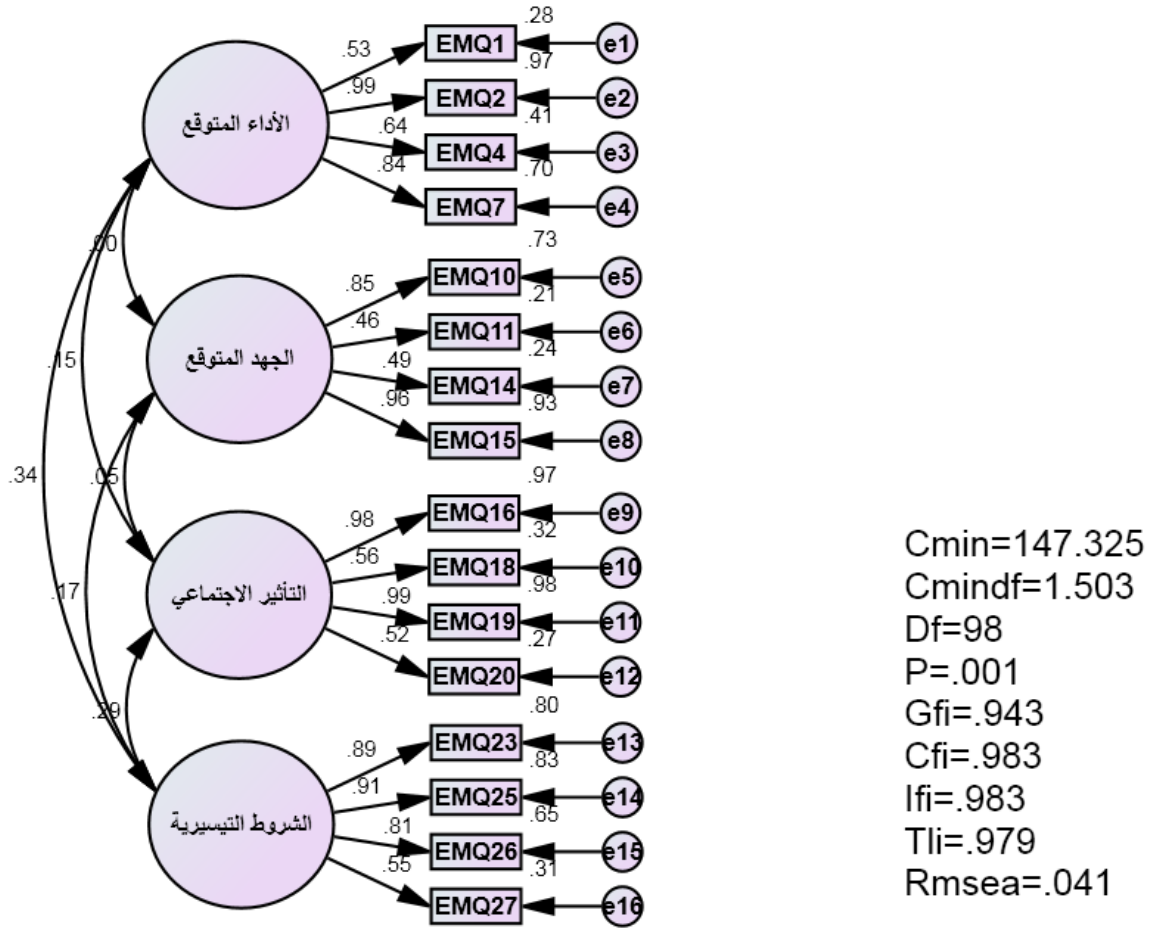 .28
.53 EMQ1 e1
.97
.99 EMQ2 e2
.41
الأداء المتوقع
.64 EMQ4 e3
.70
.84 EMQ7 e4
.00
.73
.85 EMQ10 e5
.21
.46 EMQ11 e6
.24
الجهد المتوقع
.15
.49 EMQ14 e7
.93
.96 EMQ15 e8
.34
.05
.97
.98 EMQ16 e9
.32
.56 EMQ18 e10
.98
التأثير الاجتماعي
.17
.99 EMQ19 e11
.27
.52 EMQ20 e12
.29
.80
.89 EMQ23 e13
.83
.91 EMQ25 e14
.65
الشروط التيسيرية
.81 EMQ26 e15
.31
.55 EMQ27 e16
Cmin=147.325
Cmindf=1.503
Df=98
P=.001
Gfi=.943
Cfi=.983
Ifi=.983
Tli=.979
Rmsea=.041